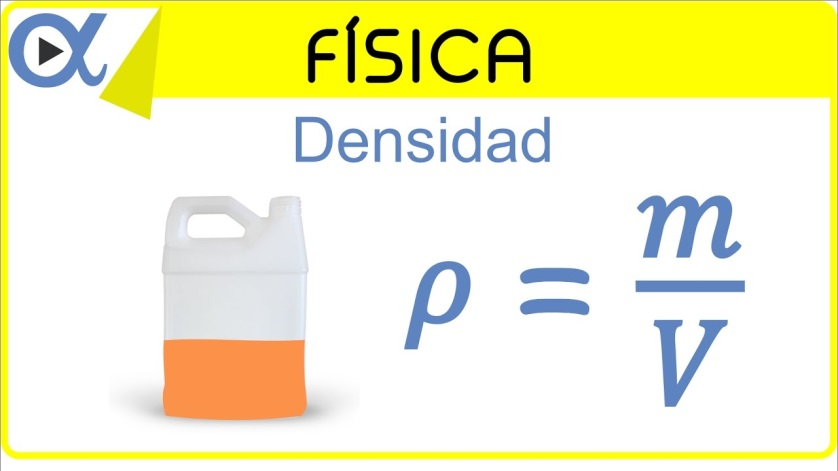 FÍSICA
Densidad
ρ = m/V